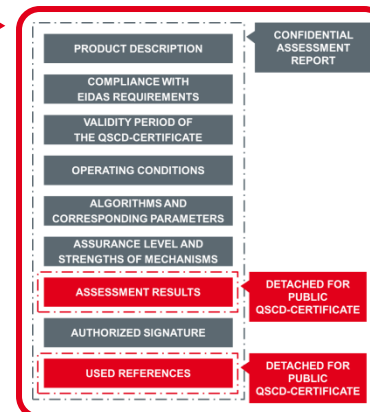 PRODUCT DESCRIPTION
CONFIDENTIAL
ASSESSMENT
REPORT
COMPLIANCE WITH
EIDAS REQUIREMENTS
VALIDITY PERIOD OF
THE QSCD-CERTIFICATE
OPERATING CONDITIONS
ALGORITHMS AND
CORRESPONDING PARAMETERS
ASSURANCE LEVEL AND
STRENGTHS OF MECHANISMS
ASSESSMENT RESULTS
DETACHED FOR
PUBLIC
QSCD-CERTIFICATE
AUTHORIZED SIGNATURE
USED REFERENCES
DETACHED FOR
PUBLIC
QSCD-CERTIFICATE